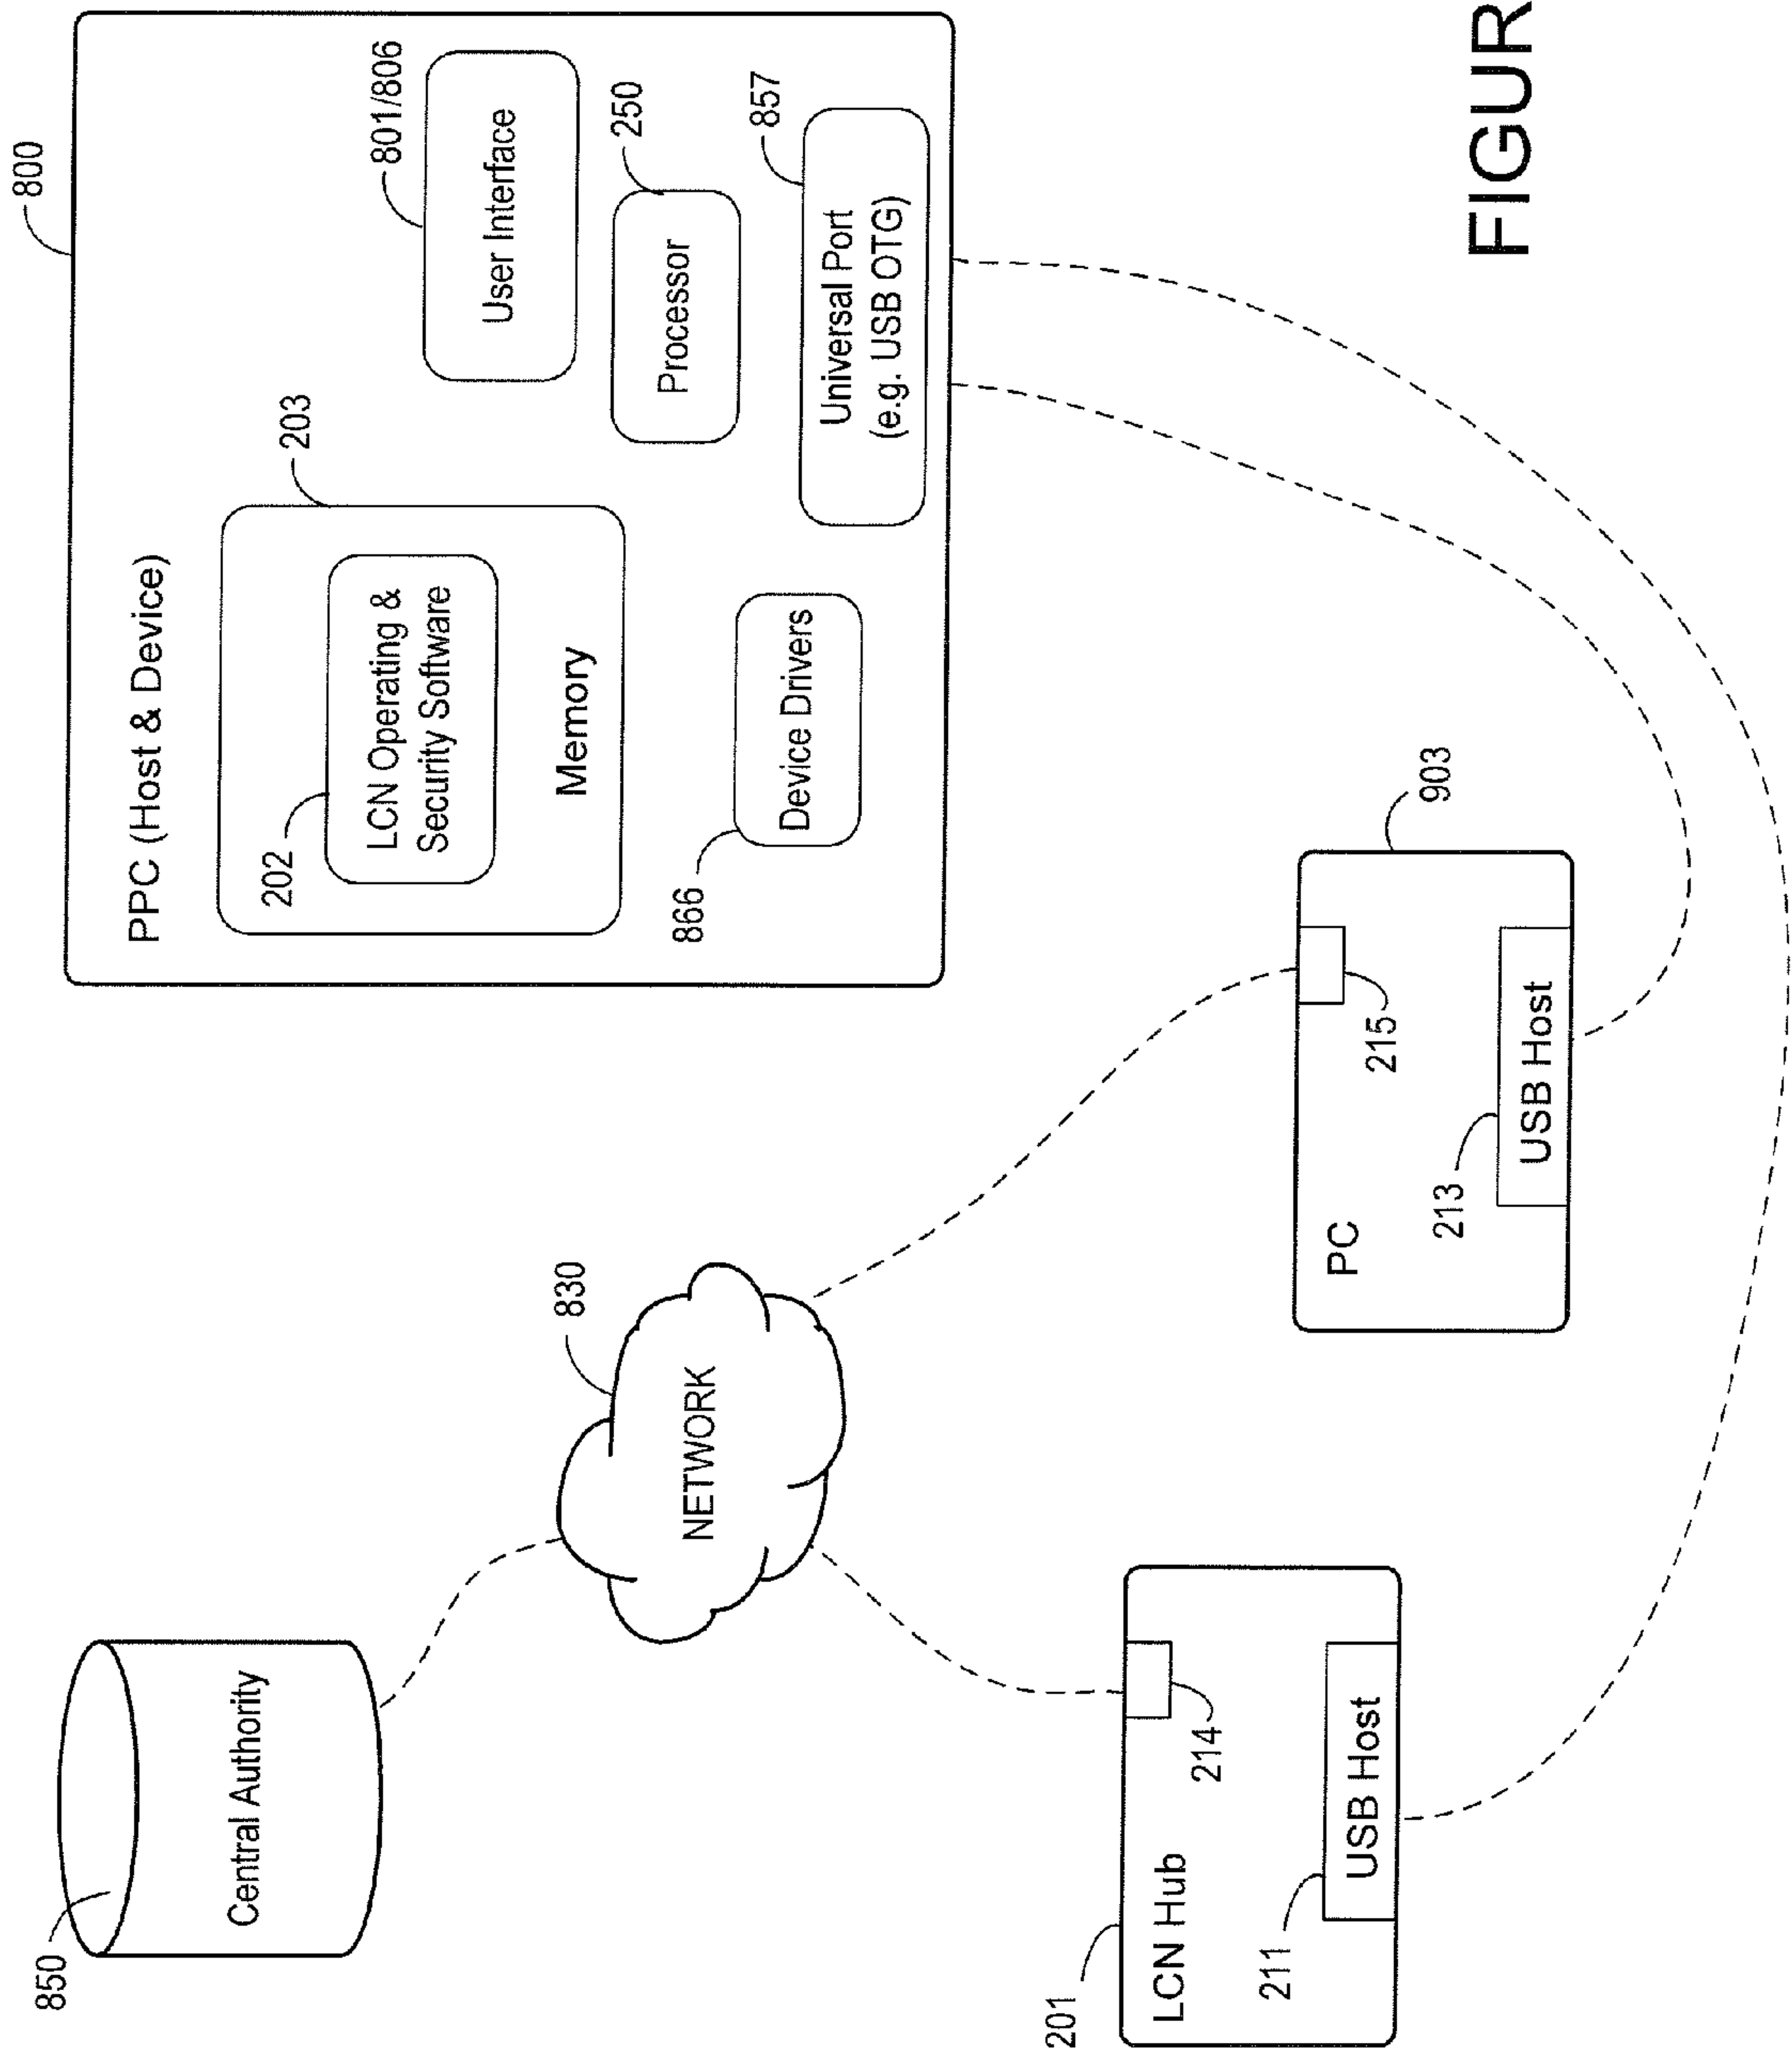 850
Central Authority
830
NETWORK
201
LCN Hub
214
211
USB Host
903
PC
215
213
USB Host
800
PPC (Host & Device)
203
202
LCN Operating &
Security Software
Memory
801/806
User Interface
250
Processor
866
Device Drivers
857
Universal Port
(e.g. USB OTG)
FIGUR